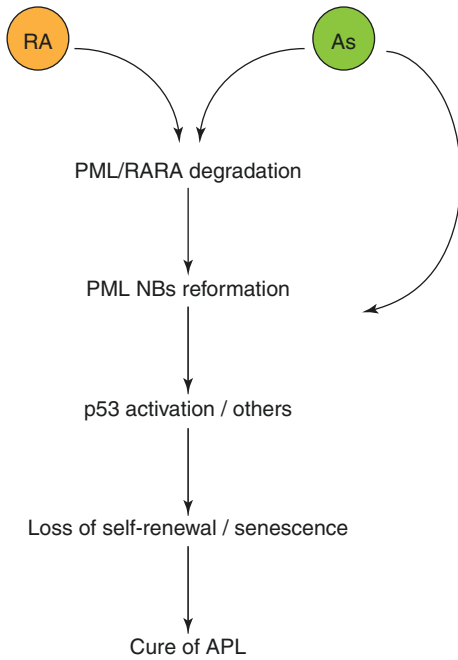 RA
As
PML/RARA degradation
PML NBs reformation
p53 activation / others
Loss of self-renewal / senescence
Cure of APL